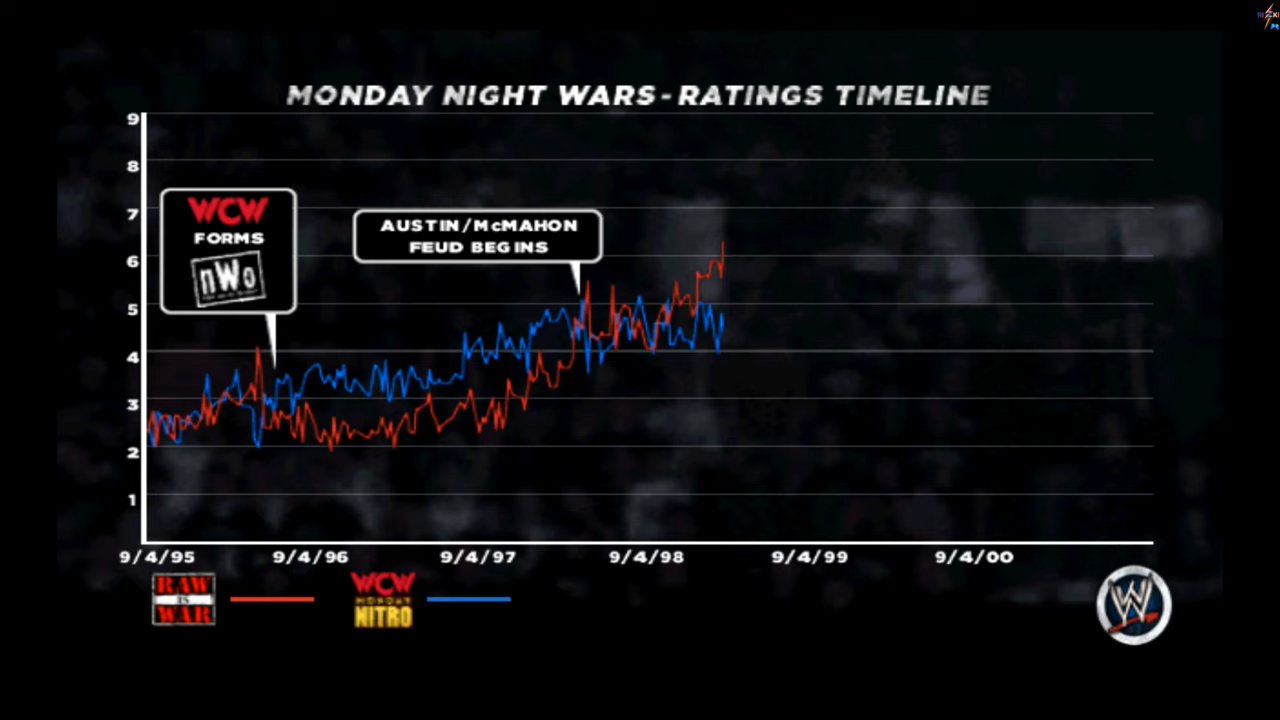 MONDAY NIGHT WARS - RATINGS TIMELINE
9
8
7
6
5
4
3
2
1
WCW
FORMS
nWo
AUSTIN/McMAHON
FEUD BEGINS
9/4/95
9/4/96
9/4/97
9/4/98
9/4/99
9/4/00
RAW
IS
WAR
WCW
MONDAY
NITRO
W